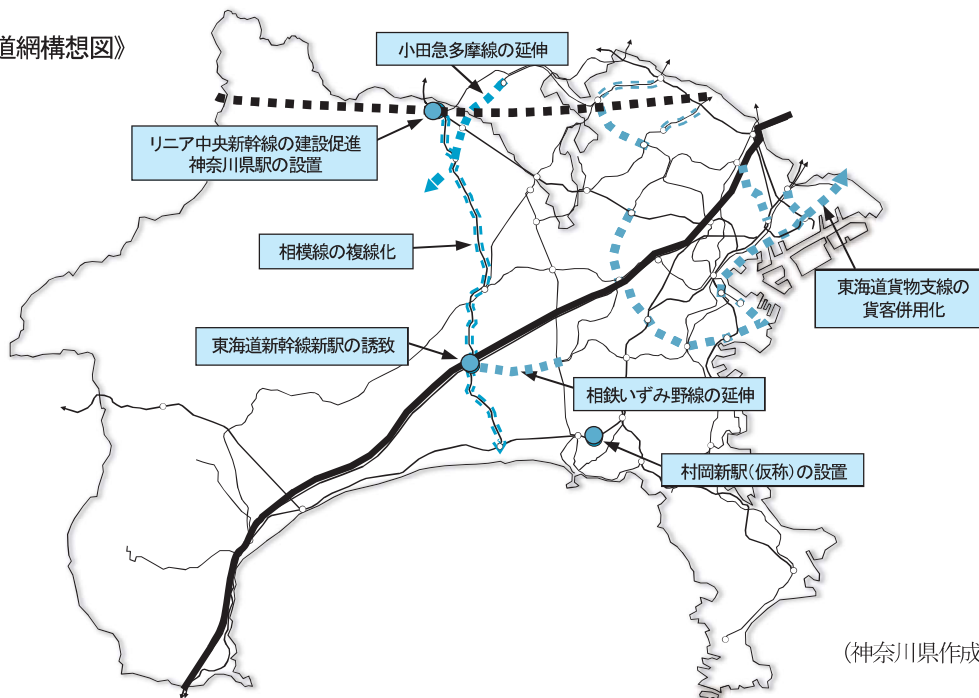 道網構想図》
小田急多摩線の延伸
リニア中央新幹線の建設促進
神奈川県駅の設置
相模線の複線化
東海道貨物支線の
貨客併用化
東海道新幹線新駅の誘致
相鉄いずみ野線の延伸
村岡新駅(仮称)の設置
(神奈川県作成